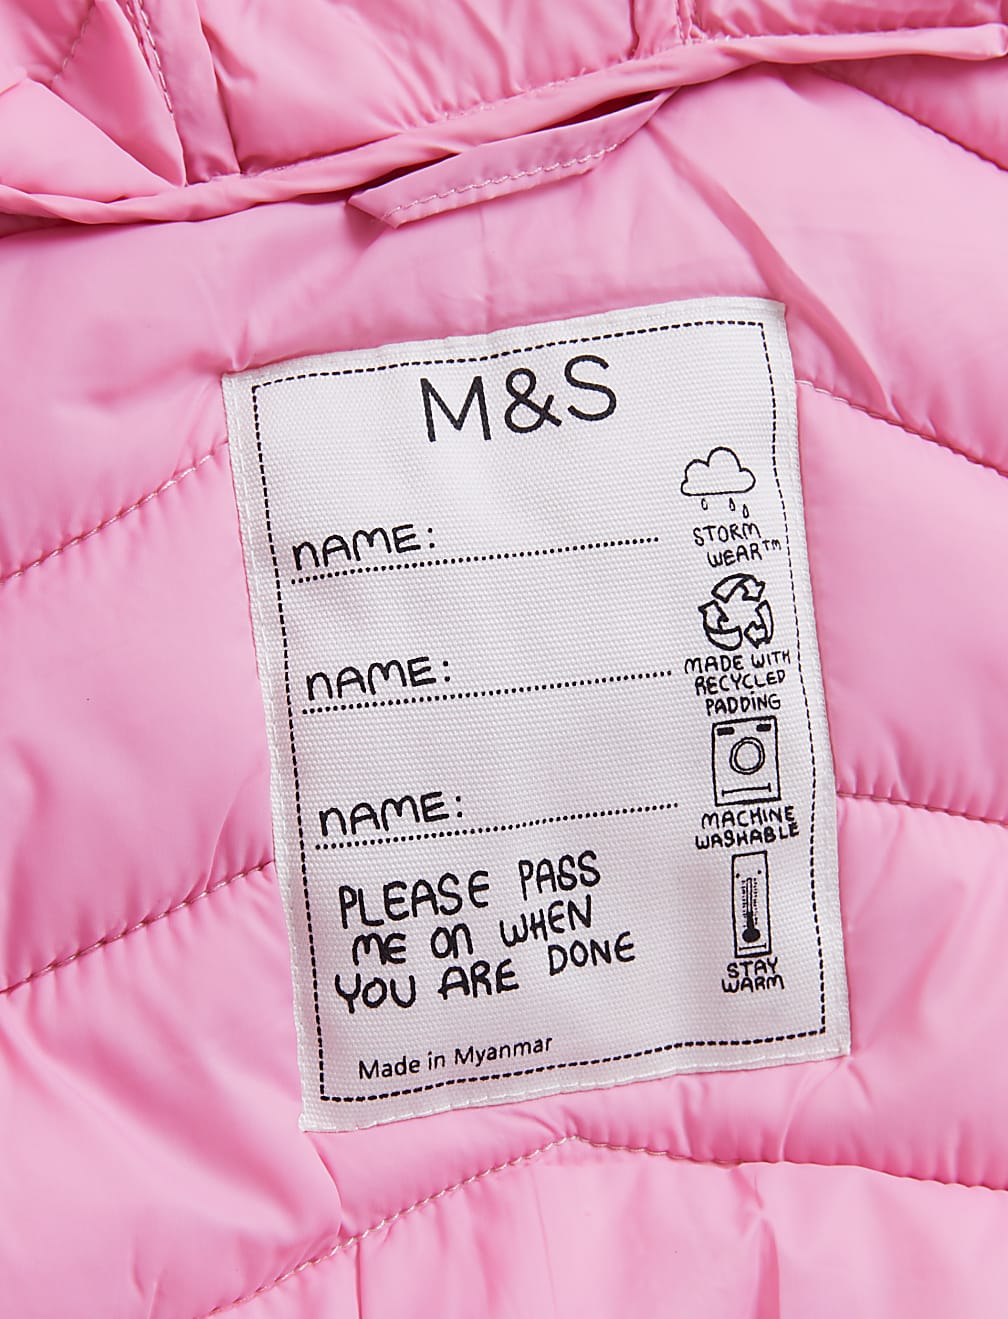 M&S
NAME:
NAME:
NAME:
PLEASE PASS
ME ON WHEN
YOU ARE DONE
Made in Myanmar
STORM
WEAR™
MADE WITH
RECYCLED
PADDING
MACHINE
WASHABLE
STAY
WARM